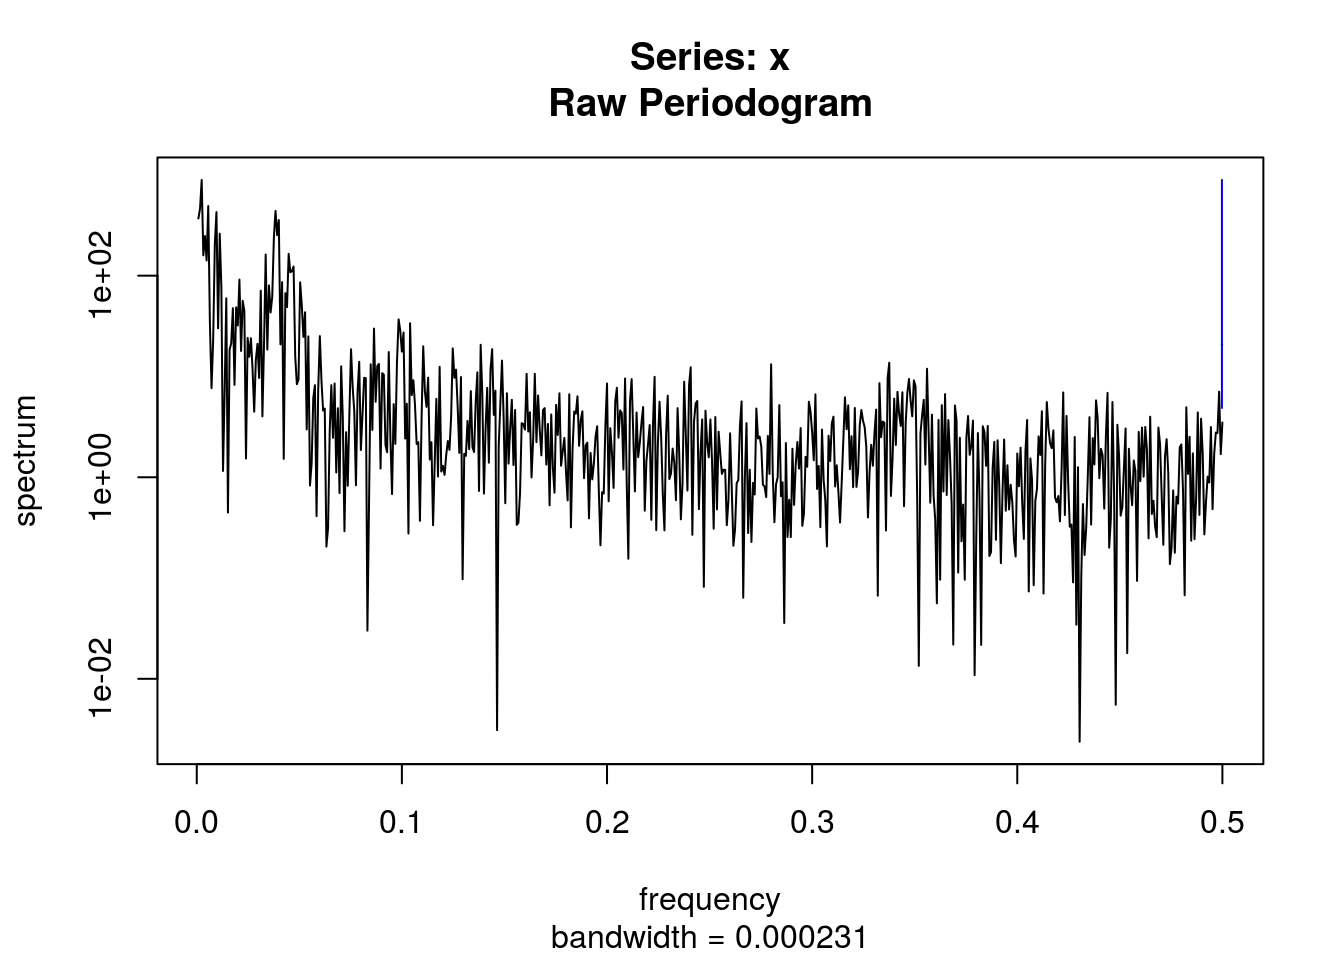 Series: x
Raw Periodogram
spectrum
1e+02
1e+00
1e-02
0.0 0.1 0.2 0.3 0.4 0.5
frequency
bandwidth = 0.000231